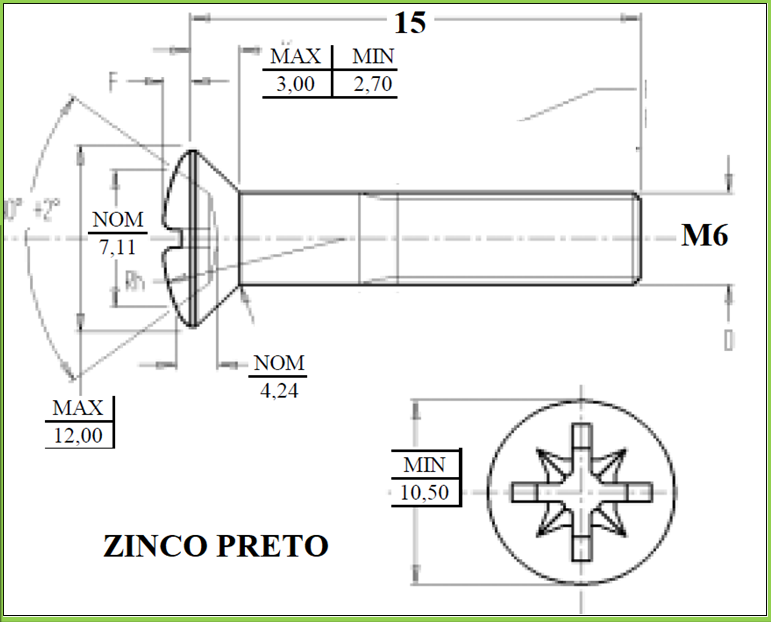 15
MAX MIN
3,00 2,70
F
NOM
7,11
M6
Rh
D
NOM
4,24
MAX
12,00
MIN
10,50
ZINCO PRETO